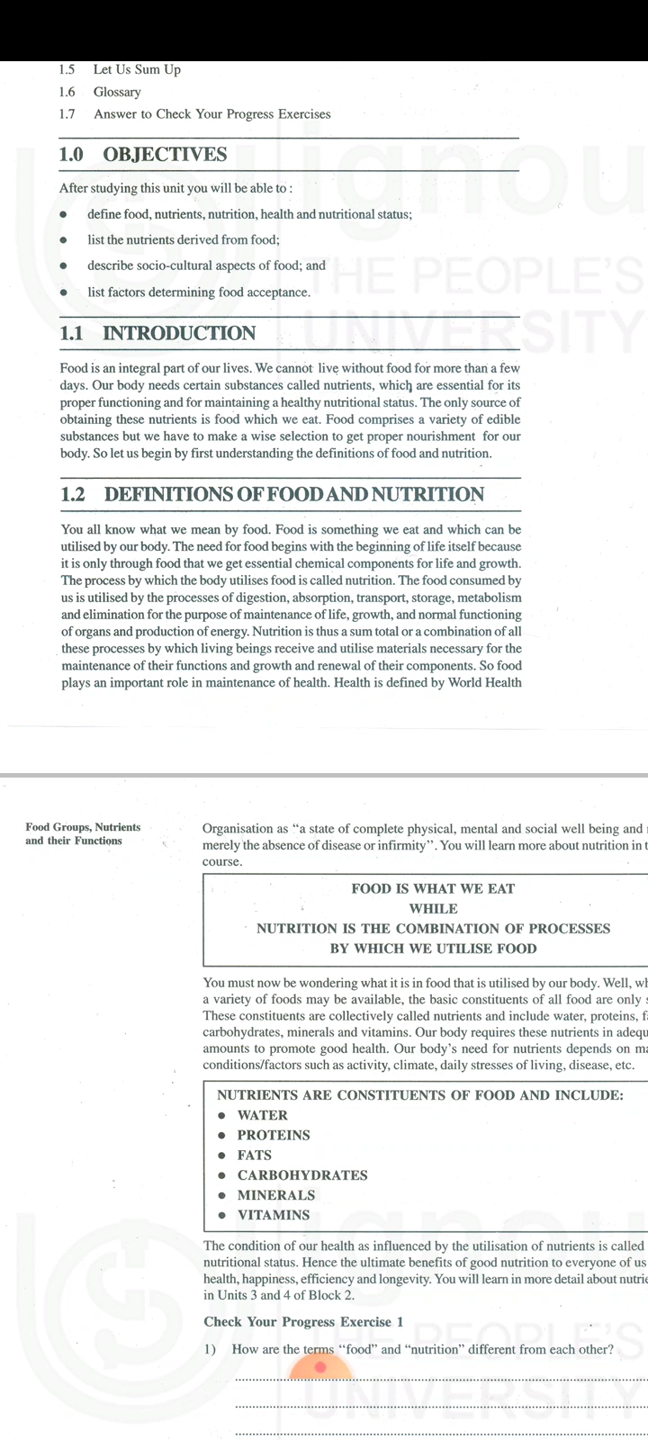 1.5 Let Us Sum Up
1.6 Glossary
1.7 Answer to Check Your Progress Exercises
1.0 OBJECTIVES
After studying this unit you will be able to :
● define food, nutrients, nutrition, health and nutritional status;
● list the nutrients derived from food;
● describe socio-cultural aspects of food; and
● list factors determining food acceptance.
1.1 INTRODUCTION
Food is an integral part of our lives. We cannot live without food for more than a few
days. Our body needs certain substances called nutrients, which are essential for its
proper functioning and for maintaining a healthy nutritional status. The only source of
obtaining these nutrients is food which we eat. Food comprises a variety of edible
substances but we have to make a wise selection to get proper nourishment for our
body. So let us begin by first understanding the definitions of food and nutrition.
1.2 DEFINITIONS OF FOOD AND NUTRITION
You all know what we mean by food. Food is something we eat and which can be
utilised by our body. The need for food begins with the beginning of life itself because
it is only through food that we get essential chemical components for life and growth.
The process by which the body utilises food is called nutrition. The food consumed by
us is utilised by the processes of digestion, absorption, transport, storage, metabolism
and elimination for the purpose of maintenance of life, growth, and normal functioning
of organs and production of energy. Nutrition is thus a sum total or a combination of all
these processes by which living beings receive and utilise materials necessary for the
maintenance of their functions and growth and renewal of their components. So food
plays an important role in maintenance of health. Health is defined by World Health
Food Groups, Nutrients
and their Functions
Organisation as “a state of complete physical, mental and social well being and
merely the absence of disease or infirmity”. You will learn more about nutrition in
course.
FOOD IS WHAT WE EAT
WHILE
NUTRITION IS THE COMBINATION OF PROCESSES
BY WHICH WE UTILISE FOOD
You must now be wondering what it is in food that is utilised by our body. Well,
a variety of foods may be available, the basic constituents of all food are only
These constituents are collectively called nutrients and include water, proteins,
carbohydrates, minerals and vitamins. Our body requires these nutrients in
amounts to promote good health. Our body’s need for nutrients depends on
conditions/factors such as activity, climate, daily stresses of living, disease, etc.
NUTRIENTS ARE CONSTITUENTS OF FOOD AND INCLUDE:
● WATER
● PROTEINS
● FATS
● CARBOHYDRATES
● MINERALS
● VITAMINS
The condition of our health as influenced by the utilisation of nutrients is called
nutritional status. Hence the ultimate benefits of good nutrition to everyone of us
health, happiness, efficiency and longevity. You will learn in more detail about
in Units 3 and 4 of Block 2.
Check Your Progress Exercise 1
1) How are the terms “food” and “nutrition” different from each other?
ignou
THE PEOPLE’S
UNIVERSITY
ignou
THE PEOPLE’S
UNIVERSITY